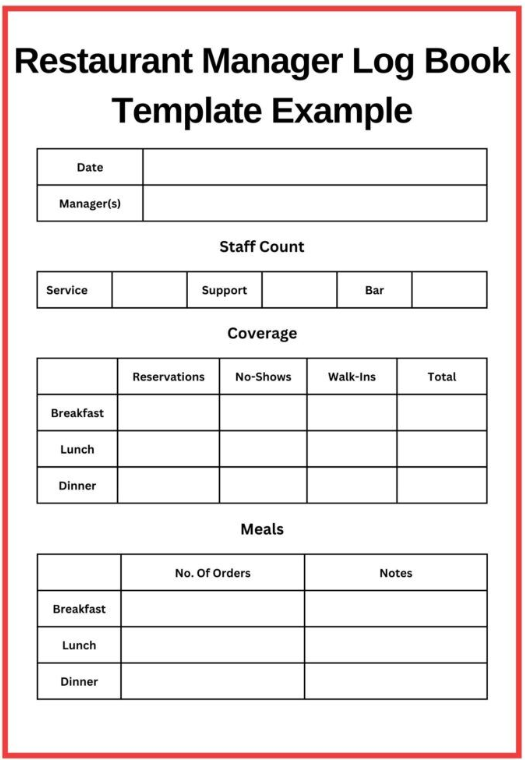 Restaurant Manager Log Book
Template Example
Date
Manager(s)
Staff Count
Service Support Bar
Coverage
Reservations No-Shows Walk-Ins Total
Breakfast
Lunch
Dinner
Meals
No. Of Orders Notes
Breakfast
Lunch
Dinner